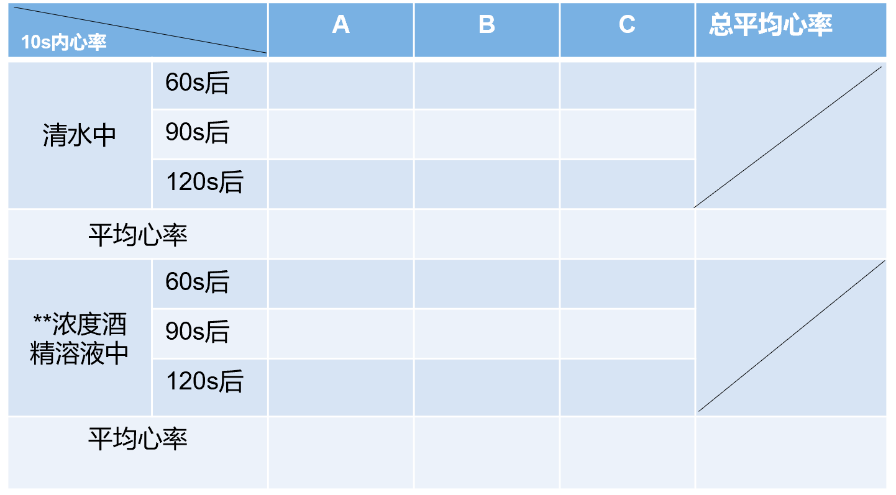 10s内心率
A
B
C
总平均心率
清水中
60s后
90s后
120s后
平均心率
**浓度酒
精溶液中
60s后
90s后
120s后
平均心率